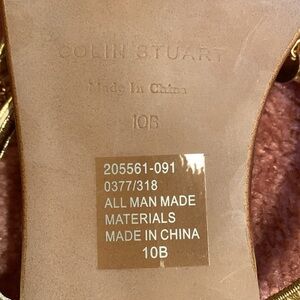 COLIN STUART
Made In China
10B
205561-091
0377/318
ALL MAN MADE
MATERIALS
MADE IN CHINA
10B